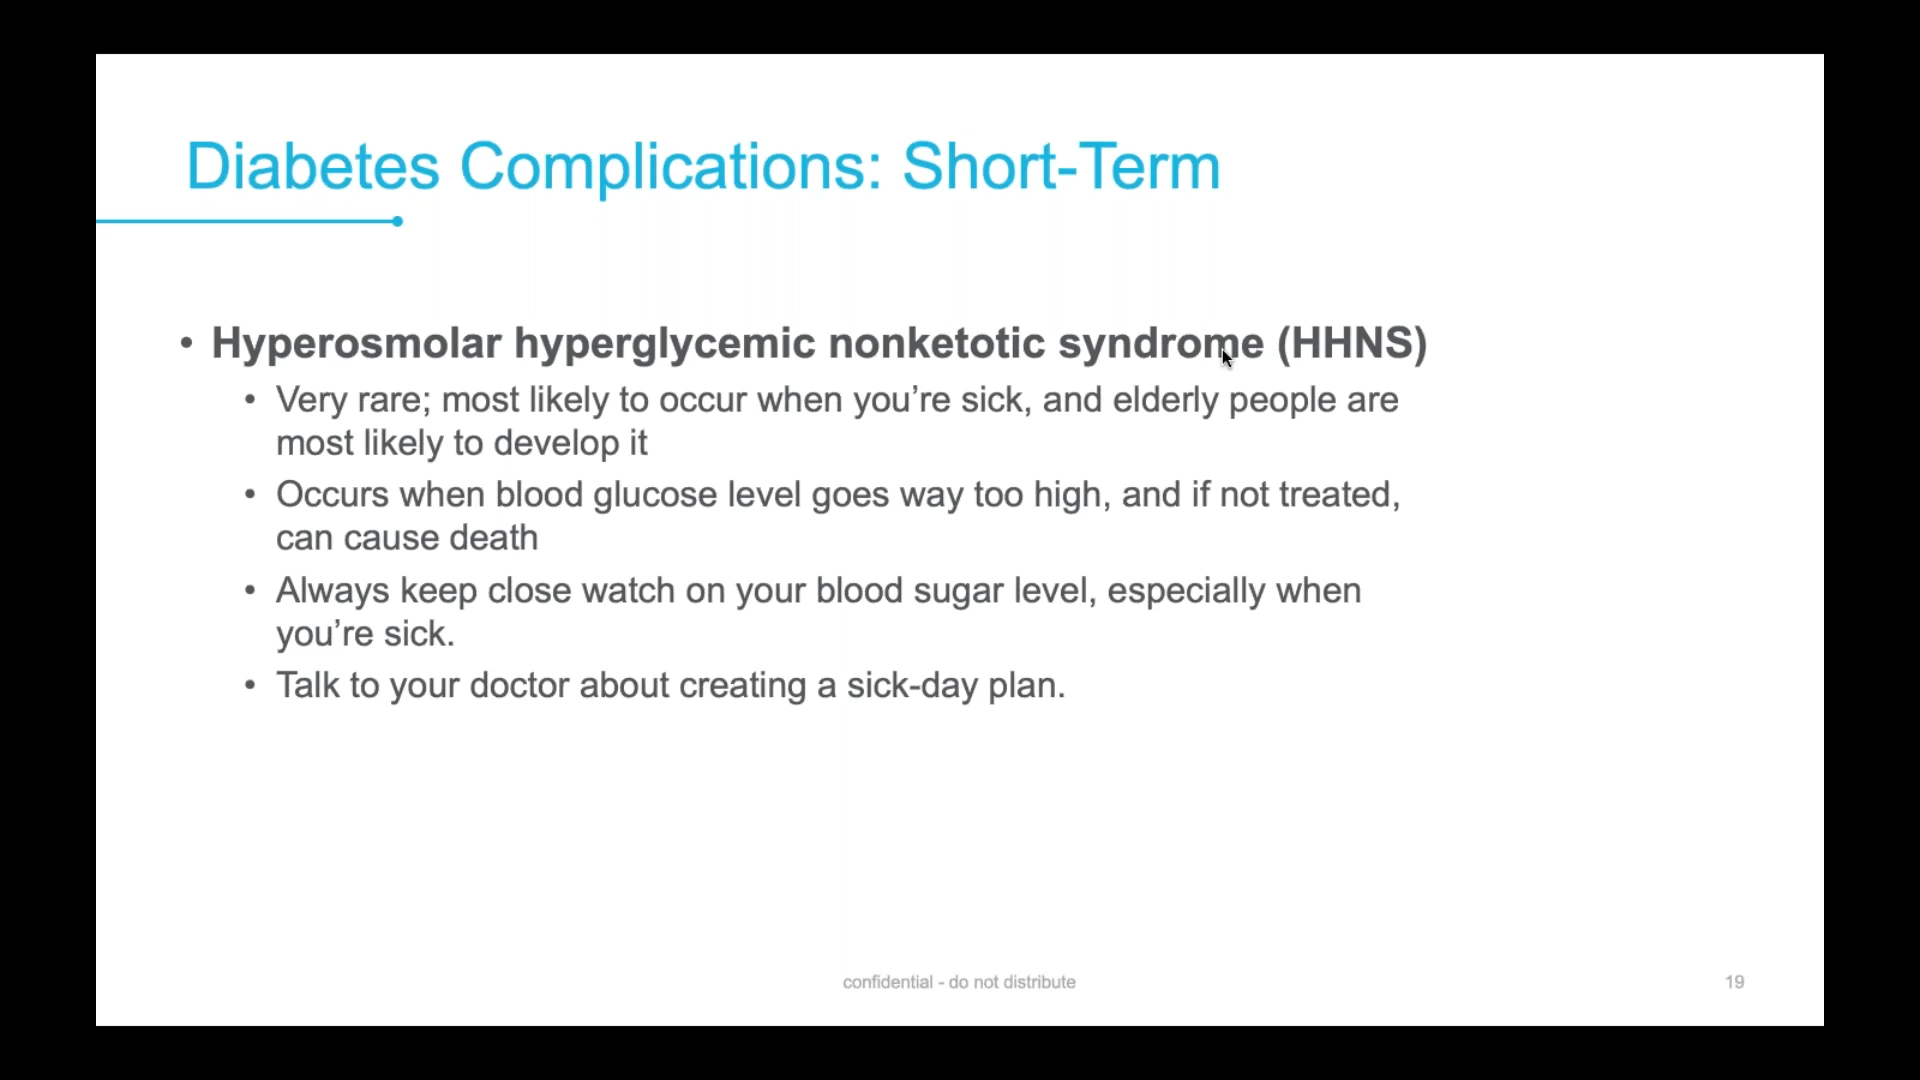 Diabetes Complications: Short-Term
• Hyperosmolar hyperglycemic nonketotic syndrome (HHNS)
• Very rare; most likely to occur when you’re sick, and elderly people are
most likely to develop it
• Occurs when blood glucose level goes way too high, and if not treated,
can cause death
• Always keep close watch on your blood sugar level, especially when
you’re sick.
• Talk to your doctor about creating a sick-day plan.
confidential - do not distribute
19